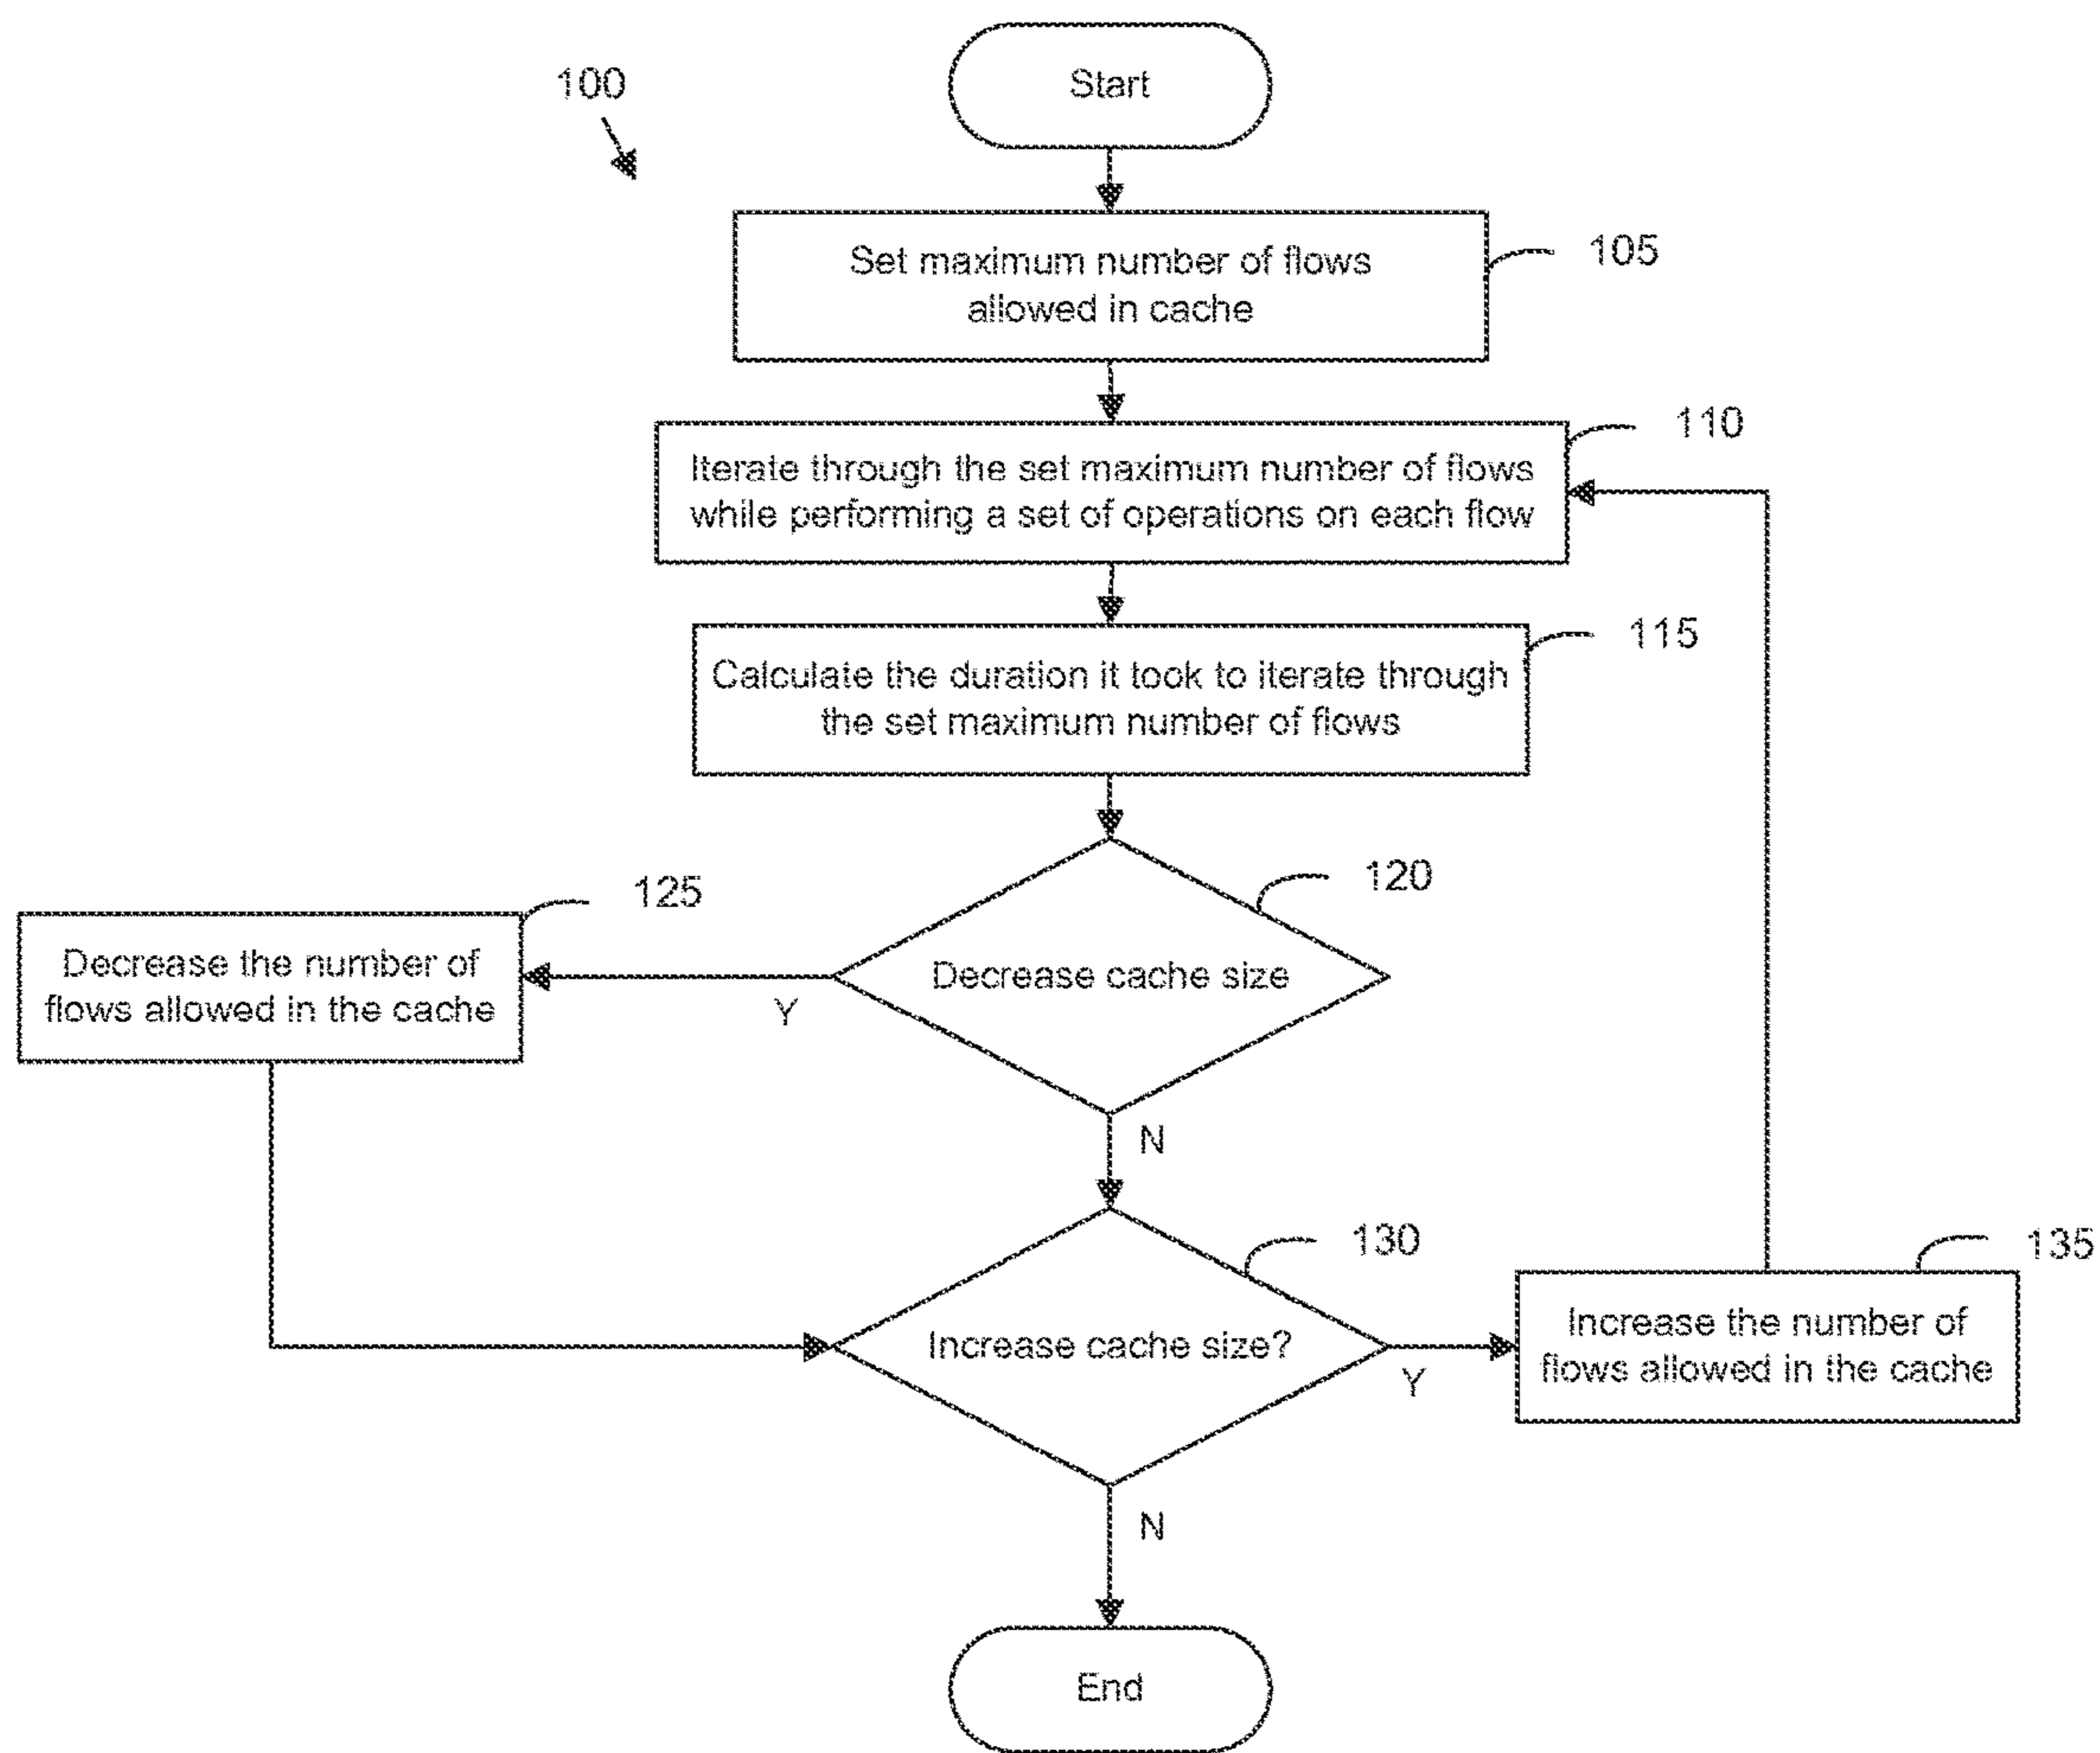 100
Start
Set maximum number of flows
allowed in cache
105
110
Iterate through the set maximum number of flows
while performing a set of operations on each flow
115
Calculate the duration it took to iterate through
the set maximum number of flows
120
Decrease cache size
125
Decrease the number of
flows allowed in the cache
Y
N
130
Increase cache size?
135
Increase the number of
flows allowed in the cache
Y
N
End